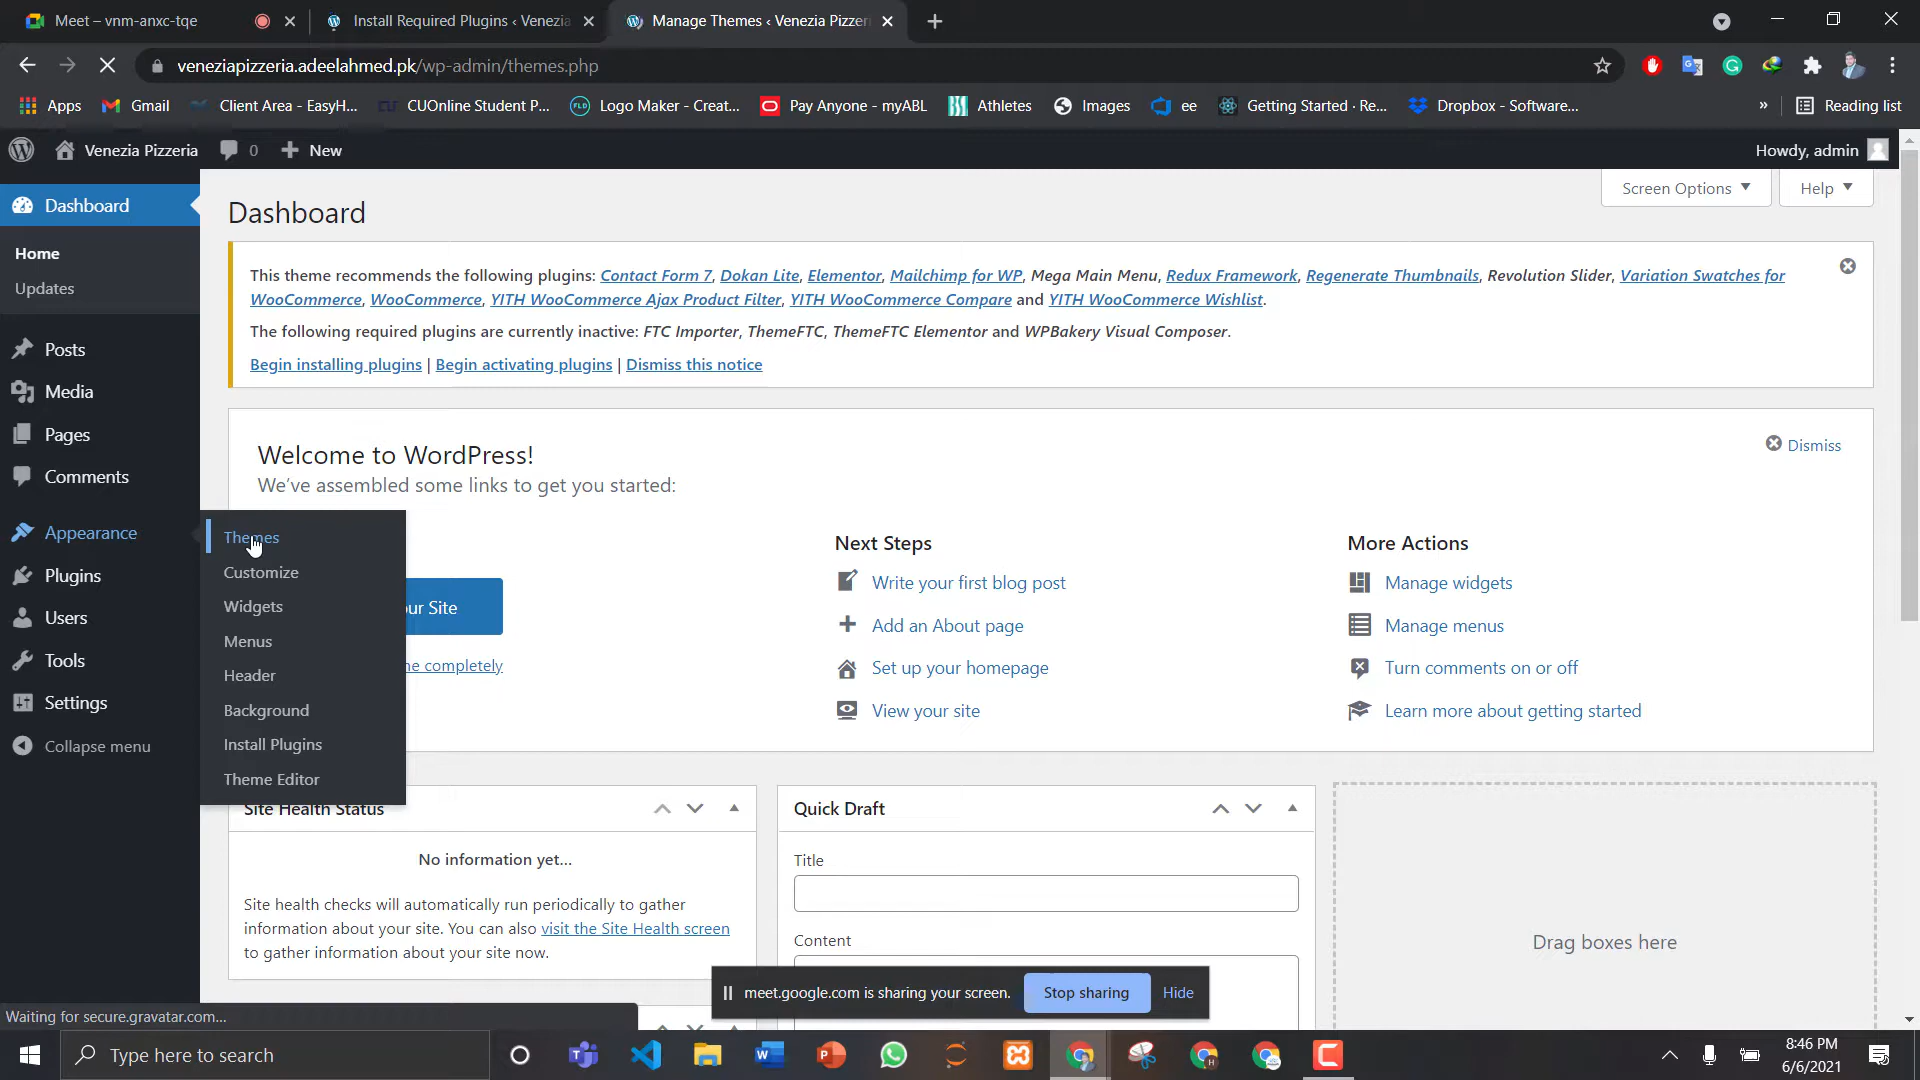 Meet – vnm-anxc-tqe
Install Required Plugins ‹ Venezia
Manage Themes ‹ Venezia Pizzer
veneziapizzeria.adeelahmed.pk/wp-admin/themes.php
Apps
Gmail
Client Area - EasyH...
CUOnline Student P...
Logo Maker - Creat...
Pay Anyone - myABL
Athletes
Images
ee
Getting Started · Re...
Dropbox - Software...
»
Reading list
Venezia Pizzeria
0
New
Howdy, admin
Dashboard
Home
Updates
Posts
Media
Pages
Comments
Appearance
Plugins
Users
Tools
Settings
Collapse menu
Themes
Customize
Widgets
Menus
Header
Background
Install Plugins
Theme Editor
Screen Options
Help
Dashboard
This theme recommends the following plugins: Contact Form 7, Dokan Lite, Elementor, Mailchimp for WP, Mega Main Menu, Redux Framework, Regenerate Thumbnails, Revolution Slider, Variation Swatches for
WooCommerce, WooCommerce, YITH WooCommerce Ajax Product Filter, YITH WooCommerce Compare and YITH WooCommerce Wishlist.
The following required plugins are currently inactive: FTC Importer, ThemeFTC, ThemeFTC Elementor and WPBakery Visual Composer.
Begin installing plugins | Begin activating plugins | Dismiss this notice
Welcome to WordPress!
We've assembled some links to get you started:
Dismiss
our Site
me completely
Next Steps
Write your first blog post
Add an About page
Set up your homepage
View your site
More Actions
Manage widgets
Manage menus
Turn comments on or off
Learn more about getting started
Site Health Status
No information yet...
Site health checks will automatically run periodically to gather
information about your site. You can also visit the Site Health screen
to gather information about your site now.
Quick Draft
Title
Content
Drag boxes here
meet.google.com is sharing your screen.
Stop sharing
Hide
Waiting for secure.gravatar.com...
Type here to search
8:46 PM
6/6/2021